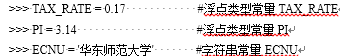 >>> TAX_RATE = 0.17 #浮点类型常量 TAX_RATE
>>> PI = 3.14 #浮点类型常量 PI
>>> ECNU = '华东师范大学' #字符串常量 ECNU